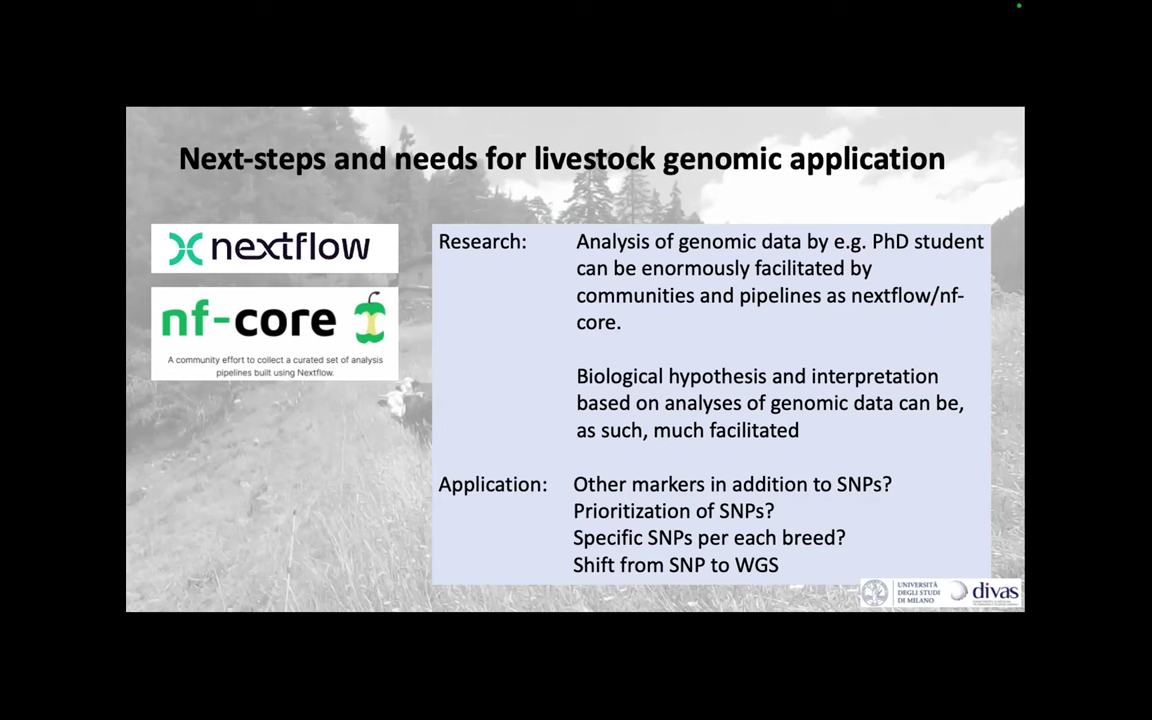 Next-steps and needs for livestock genomic application
nextflow
nf-core
A community effort to collect a curated set of analysis
pipelines built using Nextflow.
Research:
Analysis of genomic data by e.g. PhD student
can be enormously facilitated by
communities and pipelines as nextflow/nf-
core.
Biological hypothesis and interpretation
based on analyses of genomic data can be,
as such, much facilitated
Application:
Other markers in addition to SNPs?
Prioritization of SNPs?
Specific SNPs per each breed?
Shift from SNP to WGS
UNIVERSITÀ
DEGLI STUDI
DI MILANO
divas